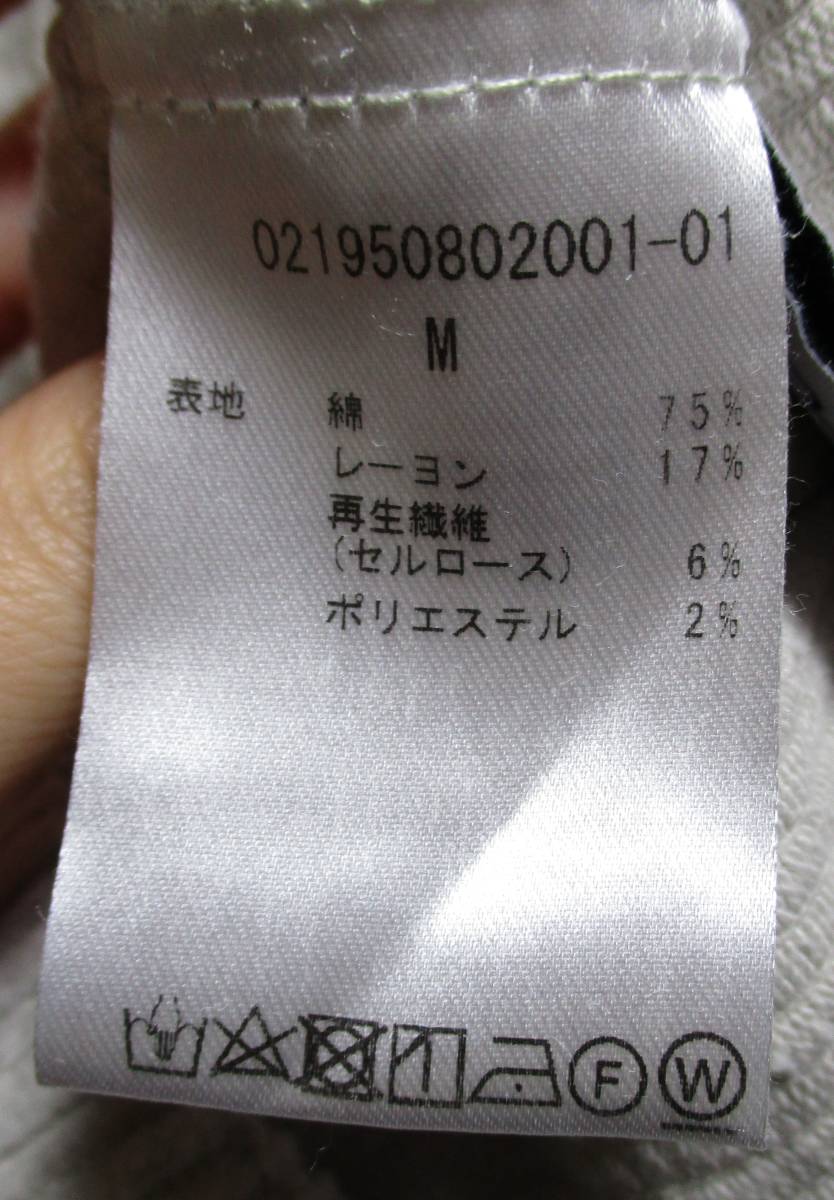 021950802001-01
M
表地 綿 75%
レーヨン 17%
再生繊維
(セルロース) 6%
ポリエステル 2%
F W